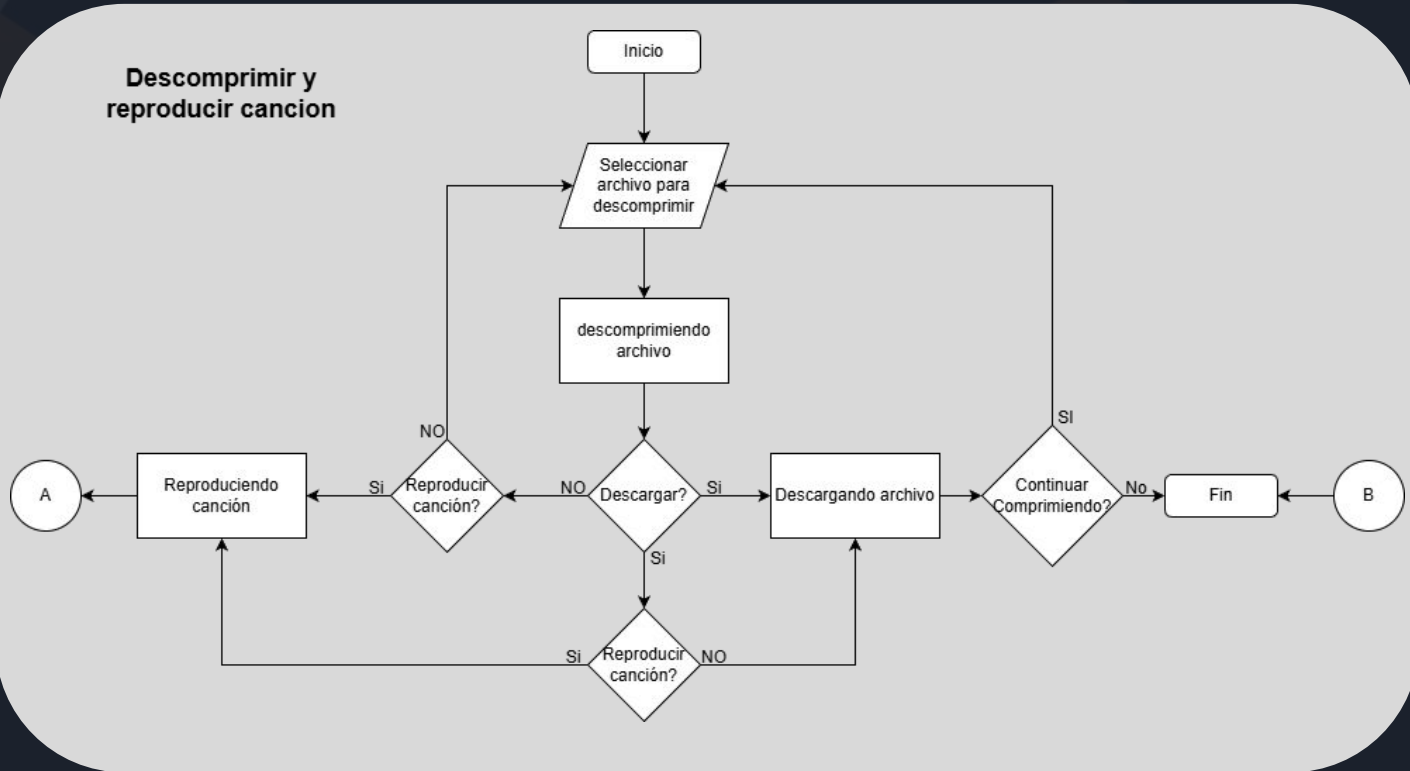 Descomprimir y
reproducir cancion
Inicio
Seleccionar
archivo para
descomprimir
descomprimiendo
archivo
NO
SI
A
Reproduciendo
canción
Si
Reproducir
canción?
NO
Descargar?
Si
Descargando archivo
Continuar
Comprimiendo?
No
Fin
B
Si
Si
Reproducir
canción?
NO